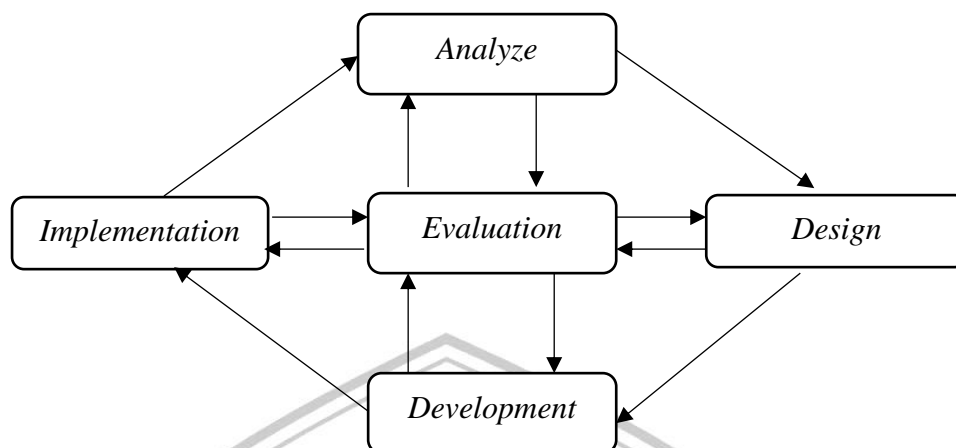 Analyze
Implementation
Evaluation
Design
Development